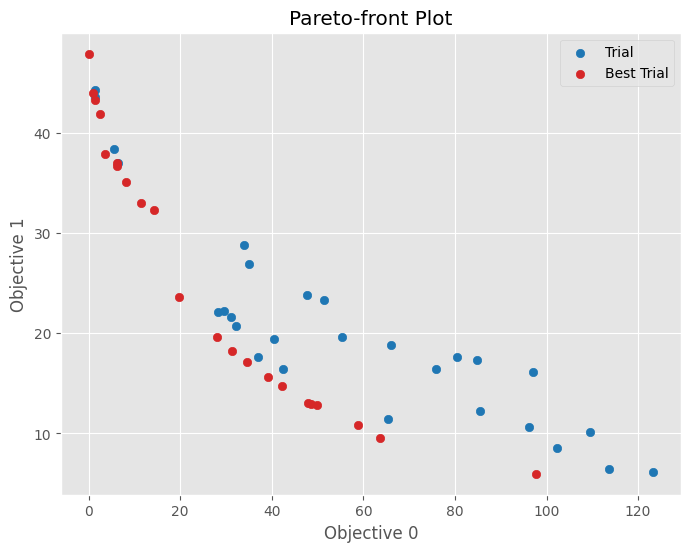 Pareto-front Plot
Trial
Best Trial
Objective 1
40
30
20
10
0 20 40 60 80 100 120
Objective 0